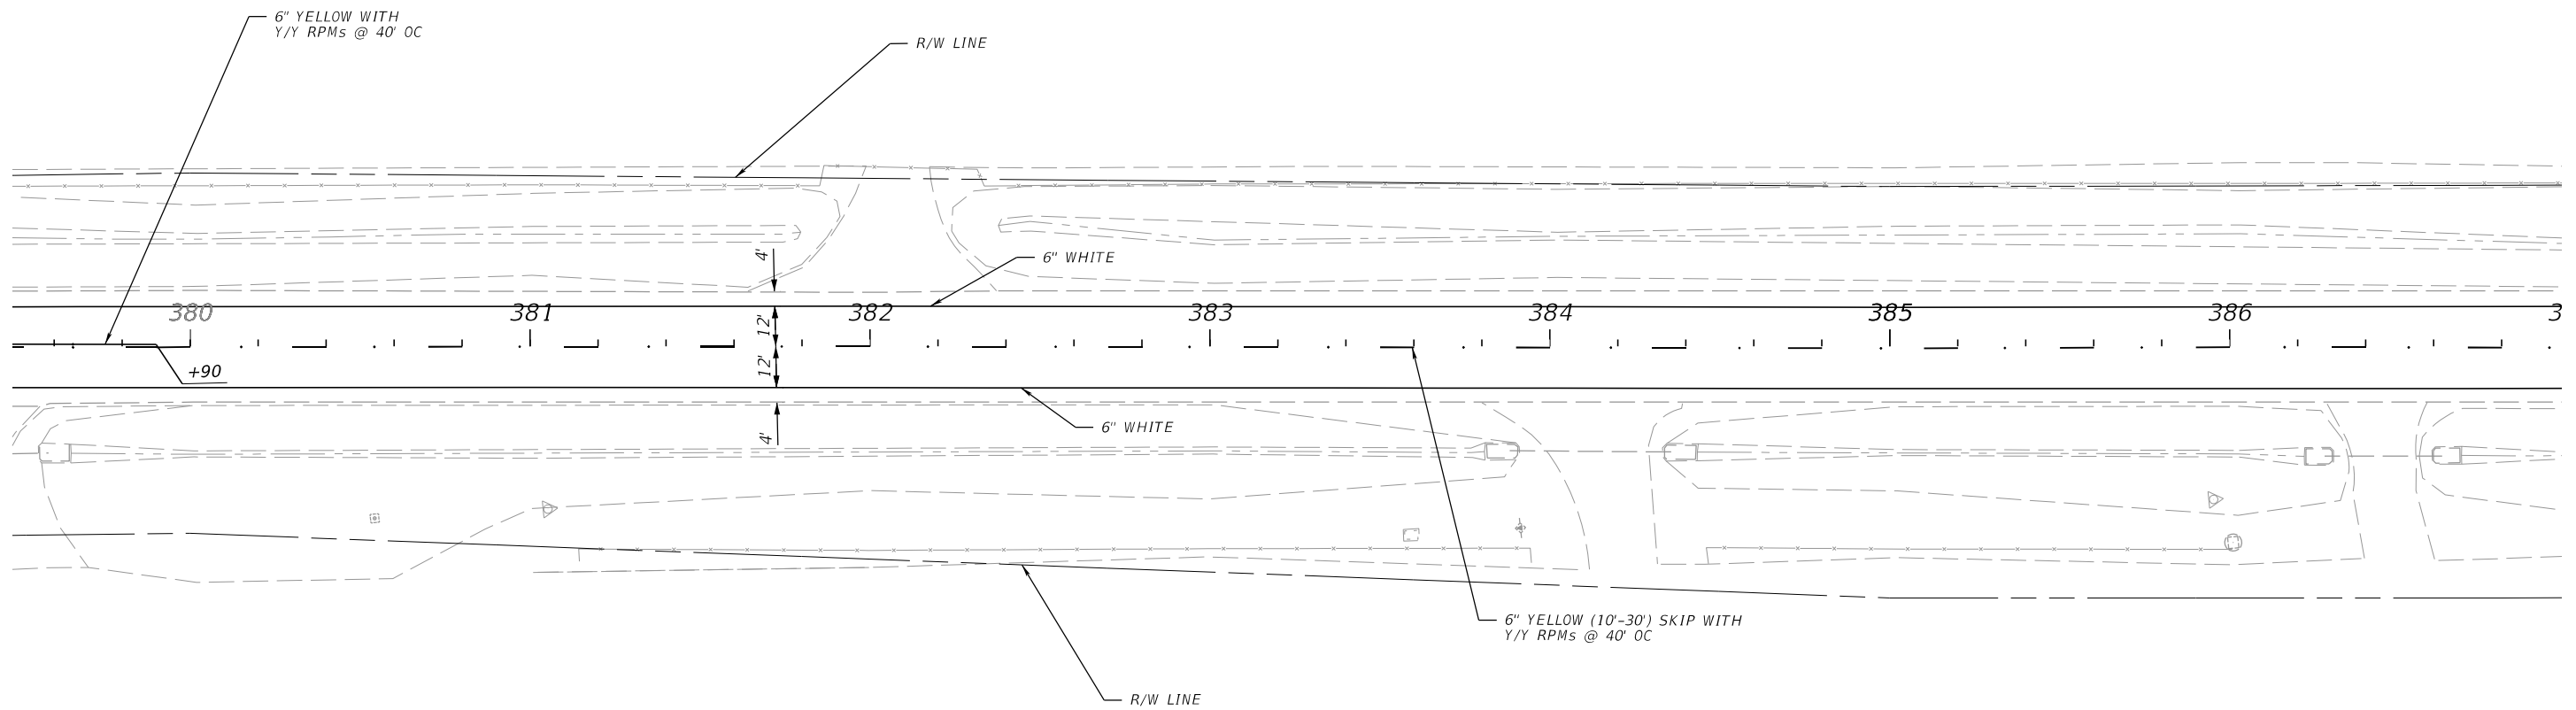 6" YELLOW WITH
Y/Y RPMs @ 40' OC
R/W LINE
4'
6" WHITE
380
381
382
383
384
385
386
3
12'
12'
+90
6" WHITE
4'
6" YELLOW (10'-30') SKIP WITH
Y/Y RPMs @ 40' OC
R/W LINE